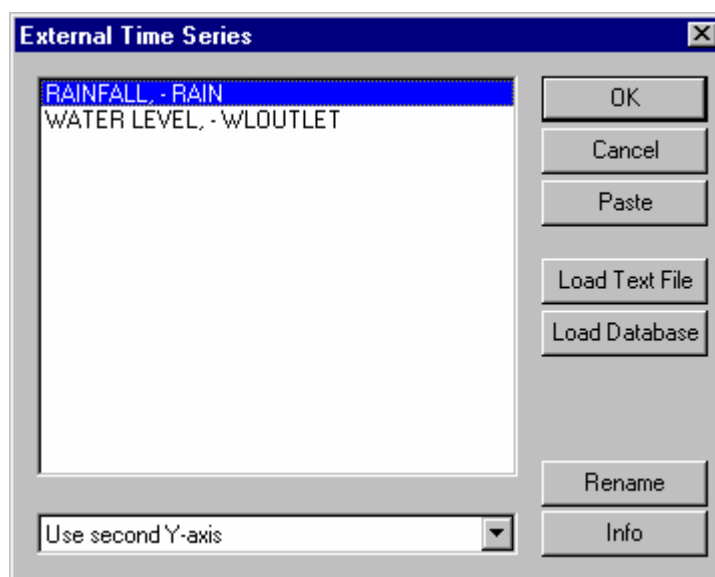 External Time Series
RAINFALL, - RAIN
WATER LEVEL, - WLOUTLET
OK
Cancel
Paste
Load Text File
Load Database
Rename
Use second Y-axis
Info